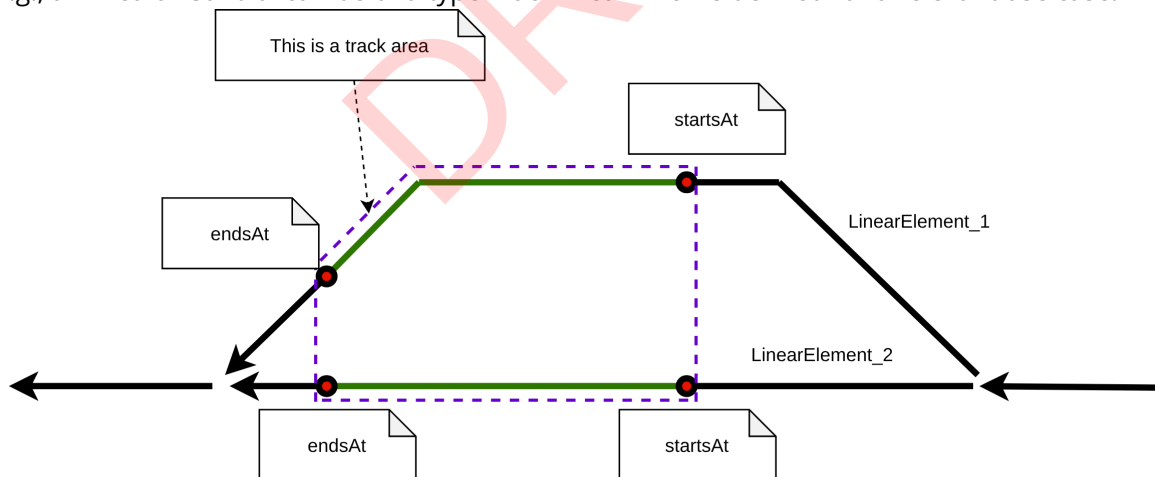 This is a track area
startsAt
LinearElement_1
endsAt
LinearElement_2
endsAt
startsAt